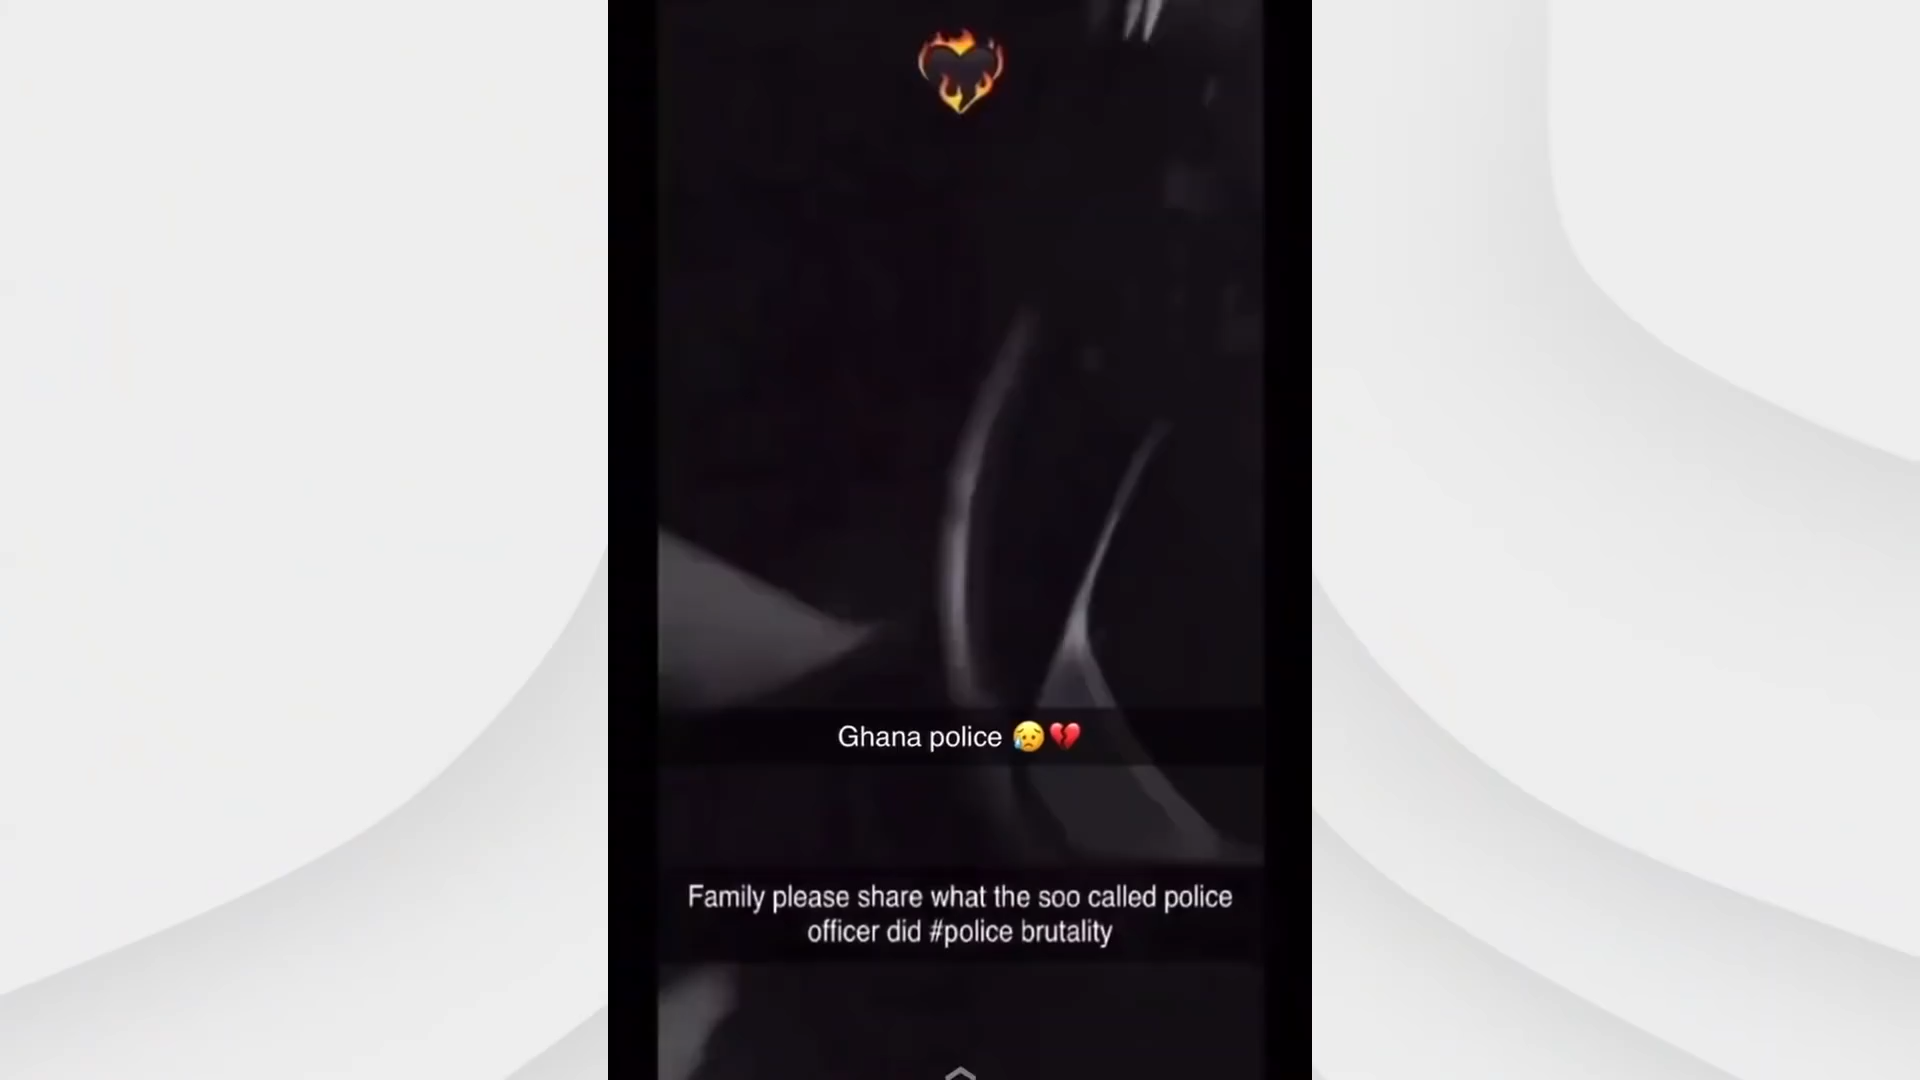 Ghana police 😥💔
Family please share what the soo called police
officer did #police brutality